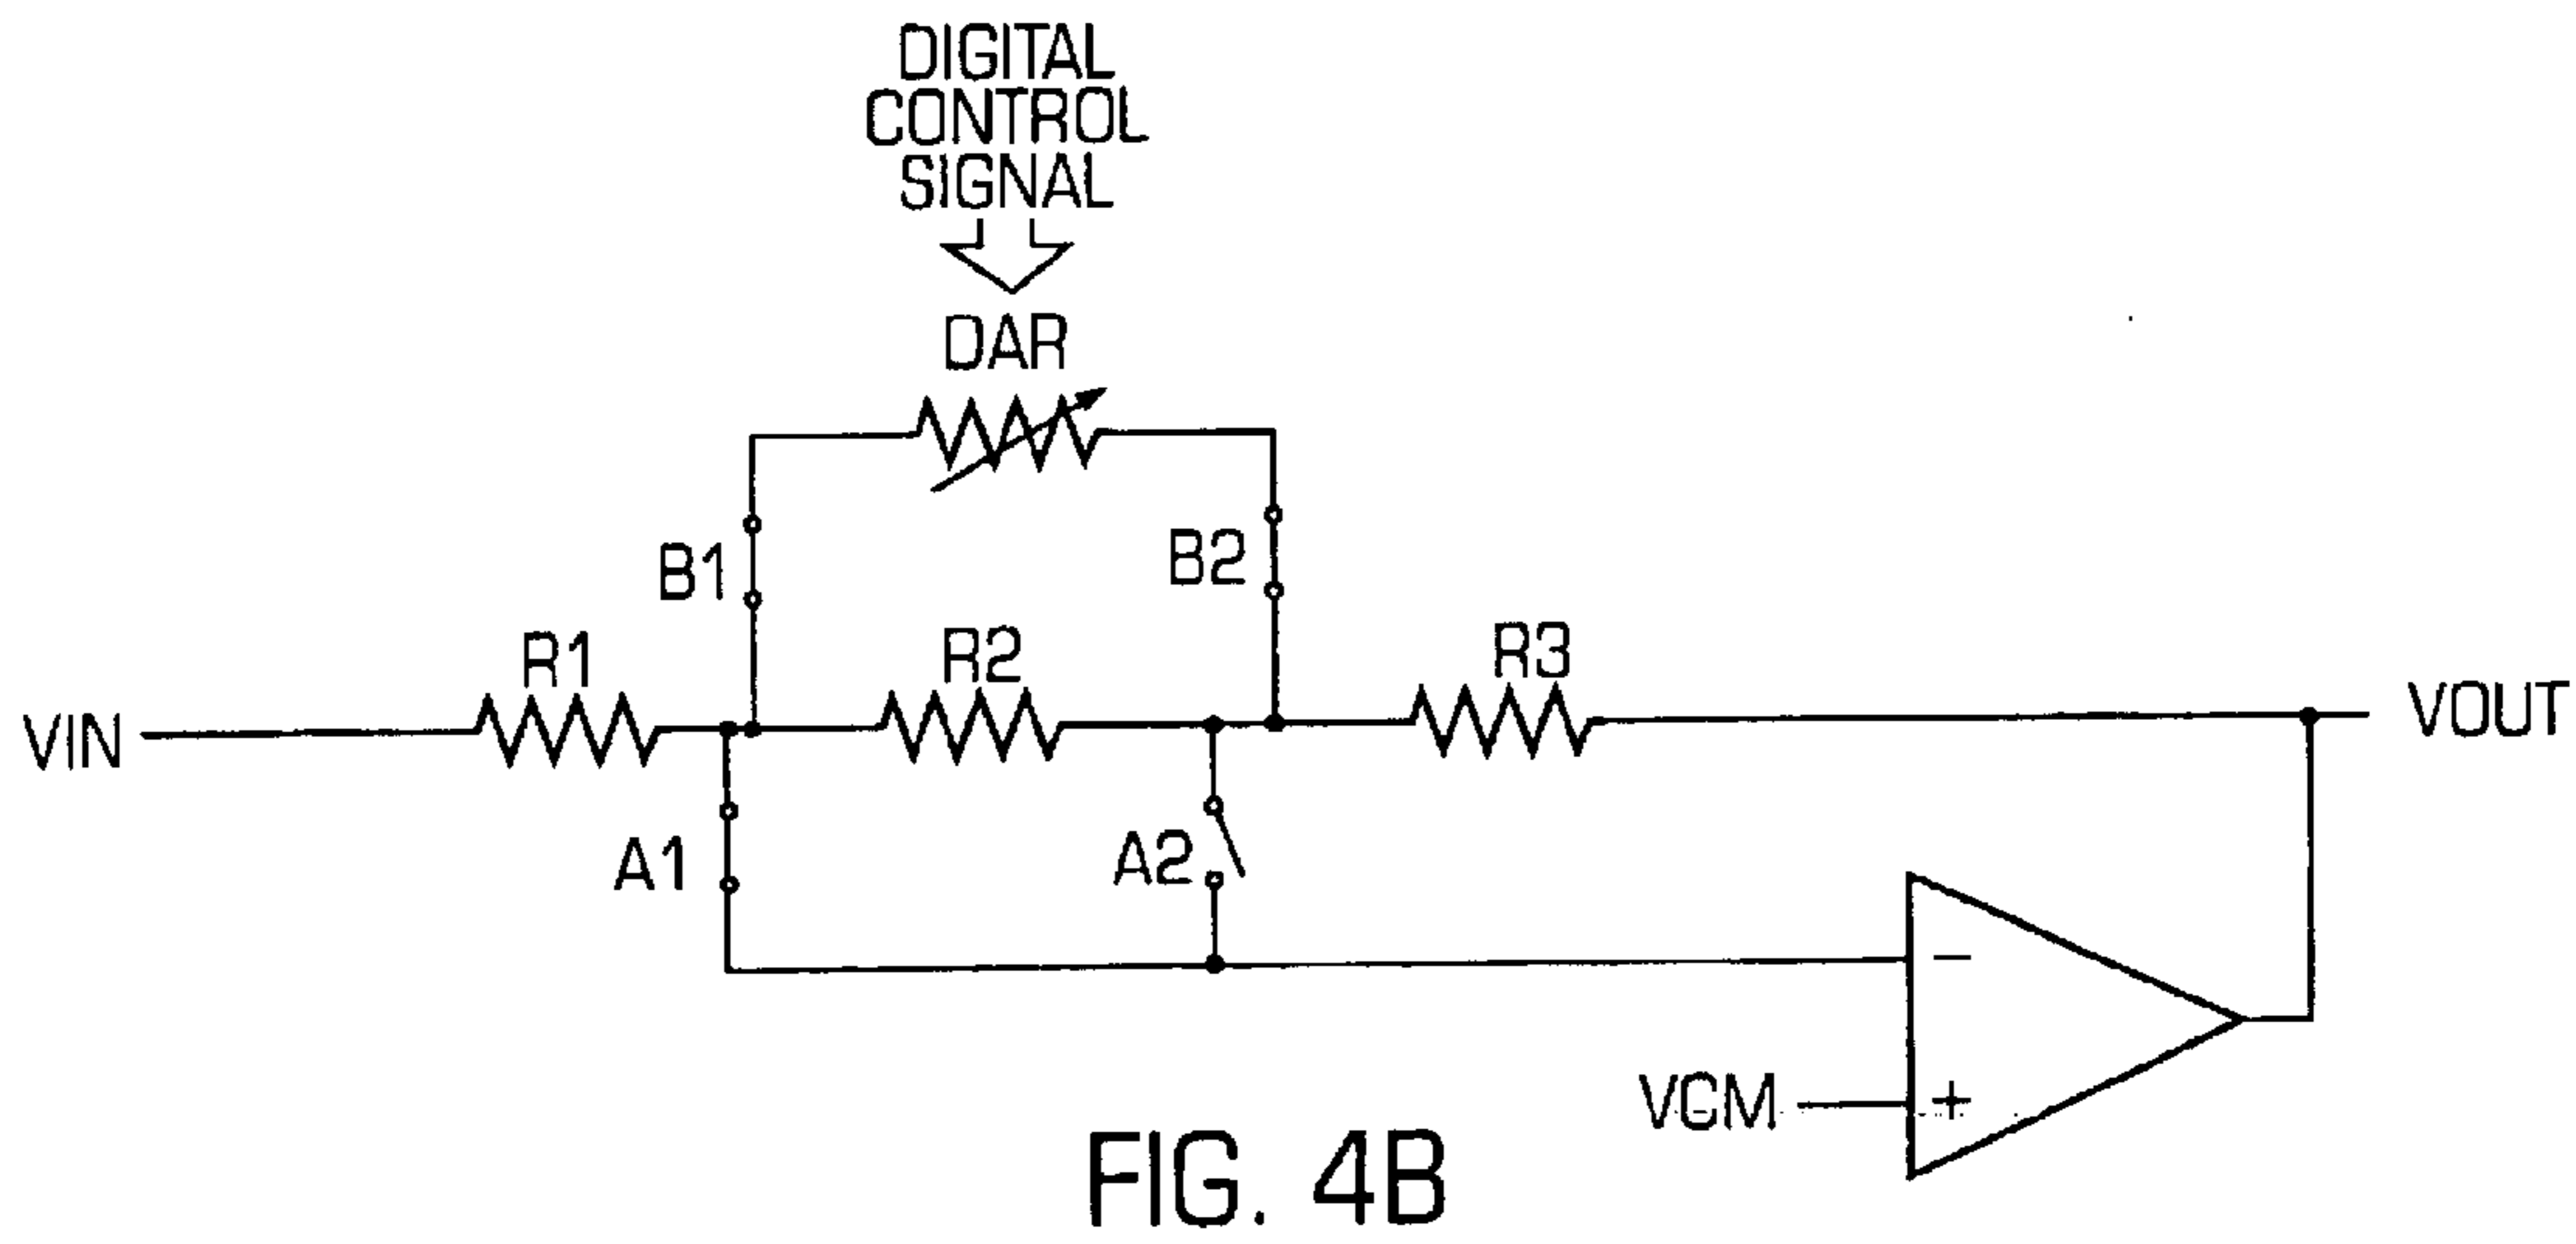 DIGITAL
CONTROL
SIGNAL
DAR
B1
B2
R1
R2
R3
VIN
VOUT
A1
A2
−
VCM
+
FIG. 4B